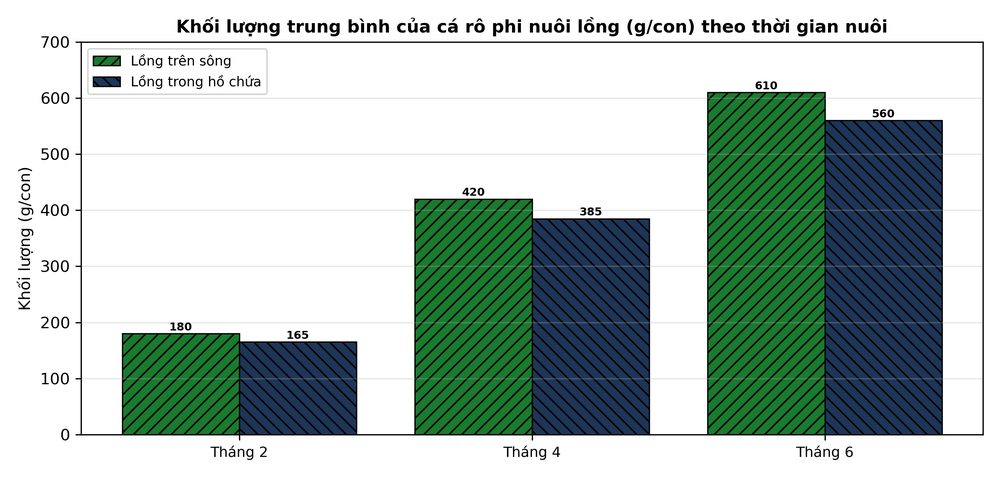 Khối lượng trung bình của cá rô phi nuôi lồng (g/con) theo thời gian nuôi
Khối lượng (g/con)
700
600
500
400
300
200
100
0
Lồng trên sông
Lồng trong hồ chứa
180
165
420
385
610
560
Tháng 2
Tháng 4
Tháng 6